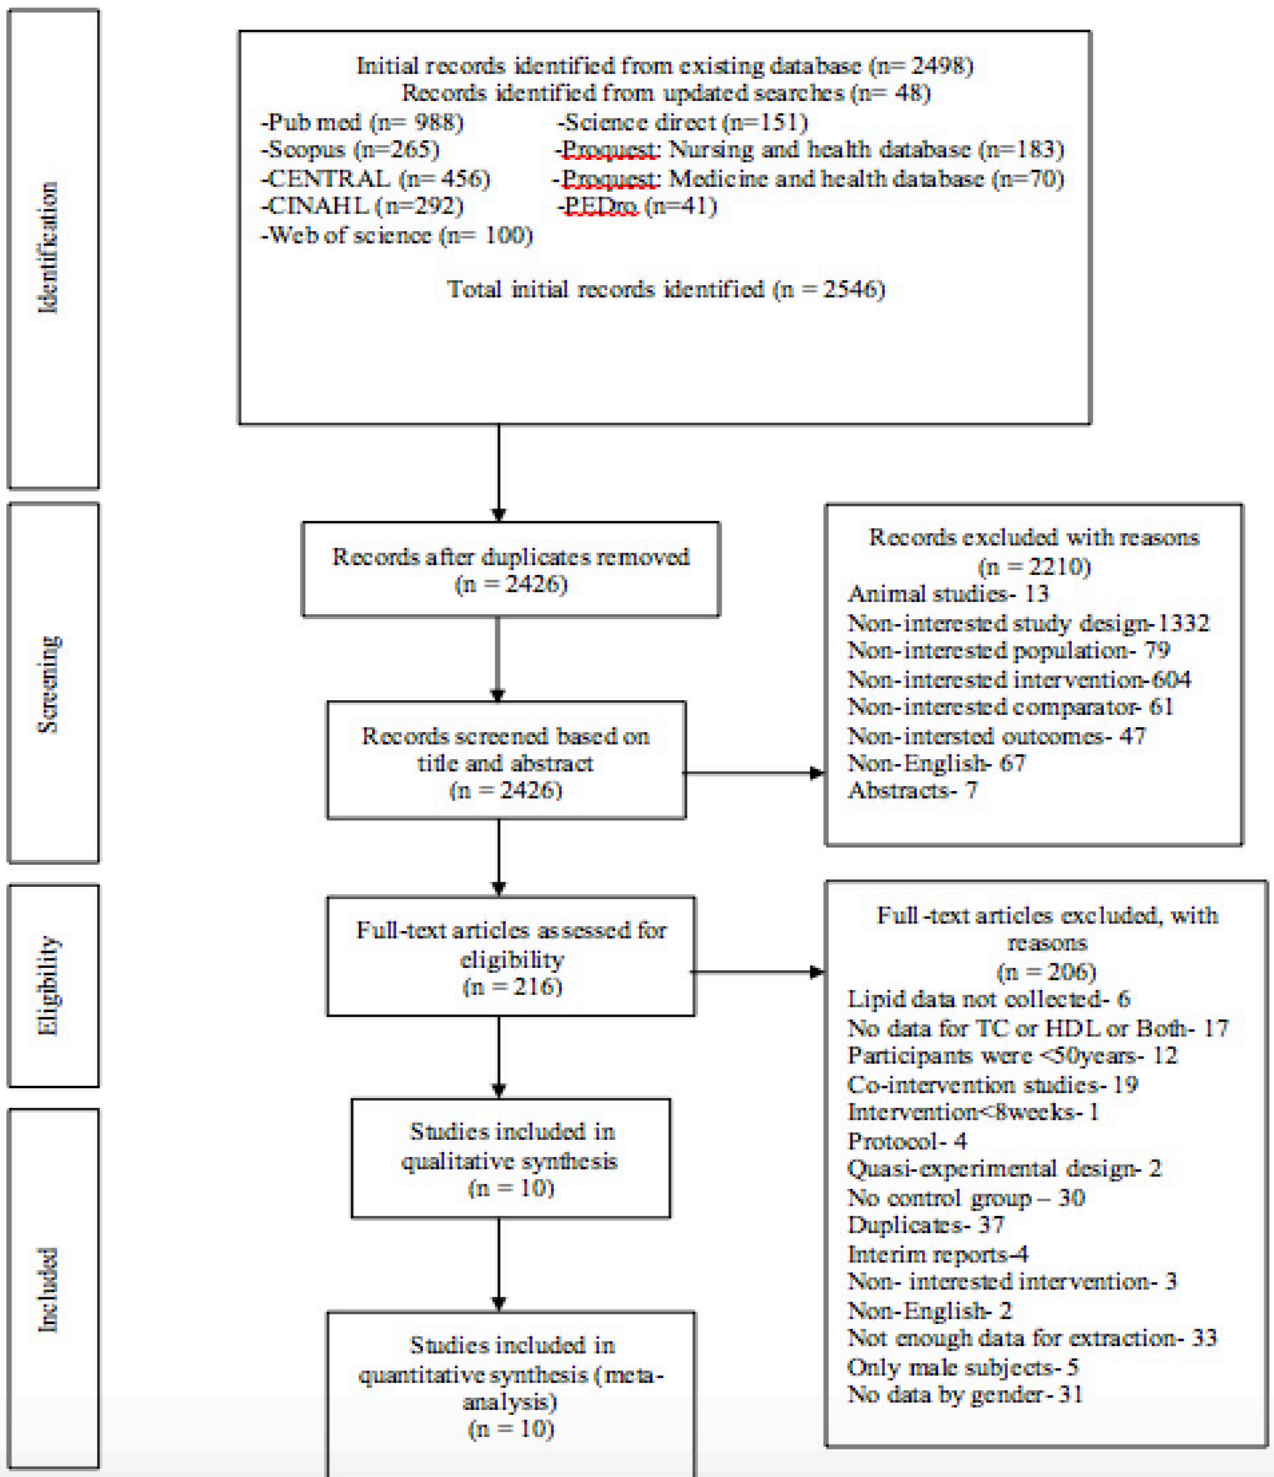 Identification
Initial records identified from existing database (n= 2498)
Records identified from updated searches (n= 48)
-Pub med (n= 988)
-Science direct (n=151)
-Scopus (n=265)
-Proquest: Nursing and health database (n=183)
-CENTRAL (n= 456)
-Proquest: Medicine and health database (n=70)
-CINAHL (n=292)
-PEDro (n=41)
-Web of science (n= 100)
Total initial records identified (n = 2546)
Screening
Records after duplicates removed
(n = 2426)
Records screened based on
title and abstract
(n = 2426)
Records excluded with reasons
(n = 2210)
Animal studies- 13
Non-interested study design-1332
Non-interested population- 79
Non-interested intervention-604
Non-interested comparator- 61
Non-intersted outcomes- 47
Non-English- 67
Abstracts- 7
Eligibility
Full-text articles assessed for
eligibility
(n = 216)
Full-text articles excluded, with
reasons
(n = 206)
Lipid data not collected- 6
No data for TC or HDL or Both- 17
Participants were <50years- 12
Co-intervention studies- 19
Intervention<8weeks- 1
Protocol- 4
Quasi-experimental design- 2
No control group – 30
Duplicates- 37
Interim reports-4
Non- interested intervention- 3
Non-English- 2
Not enough data for extraction- 33
Only male subjects- 5
No data by gender- 31
Included
Studies included in
qualitative synthesis
(n = 10)
Studies included in
quantitative synthesis (meta-
analysis)
(n = 10)